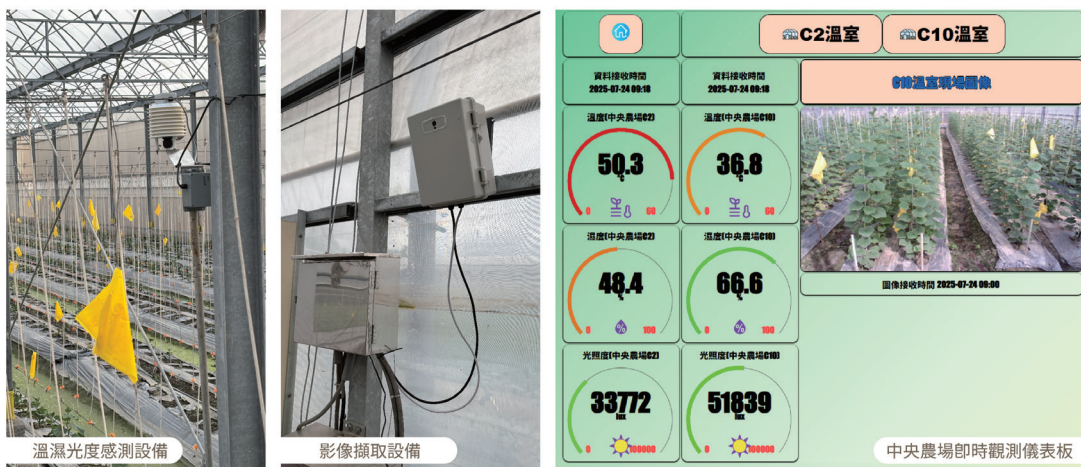 溫濕光度感測設備
影像擷取設備
C2溫室
C10溫室
資料接收時間
2025-07-24 09:18
資料接收時間
2025-07-24 09:18
C10溫室現場圖像
溫度(中央農場C2)
50.3
°C
0
60
溫度(中央農場C10)
36.8
°C
0
60
濕度(中央農場C2)
48.4
%
0
100
濕度(中央農場C10)
66.6
%
0
100
圖像接收時間 2025-07-24 09:00
光照度(中央農場C2)
33772
lux
0
100000
光照度(中央農場C10)
51839
lux
0
100000
中央農場即時觀測儀表板